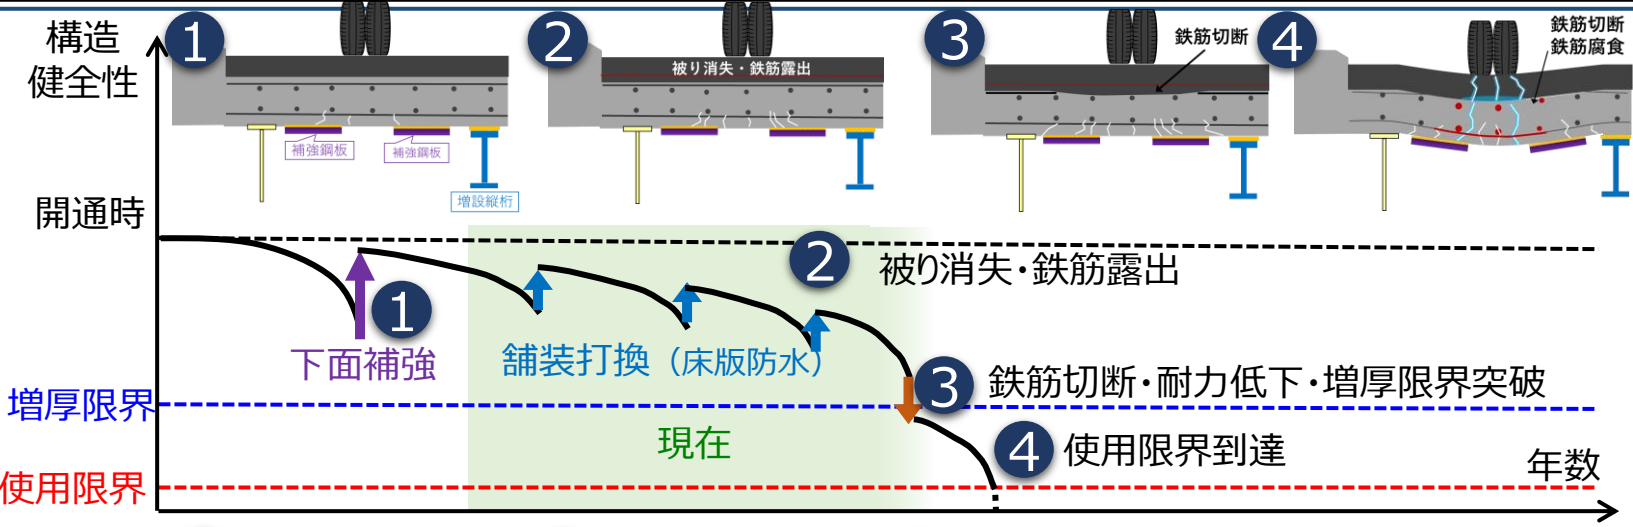 構造
健全性
1
2
3
4
被り消失・鉄筋露出
鉄筋切断
鉄筋切断
鉄筋腐食
補強鋼板
補強鋼板
増設縦桁
開通時
2
被り消失・鉄筋露出
1
下面補強
舗装打換（床版防水）
3
鉄筋切断・耐力低下・増厚限界突破
増厚限界
現在
4
使用限界到達
年数
使用限界